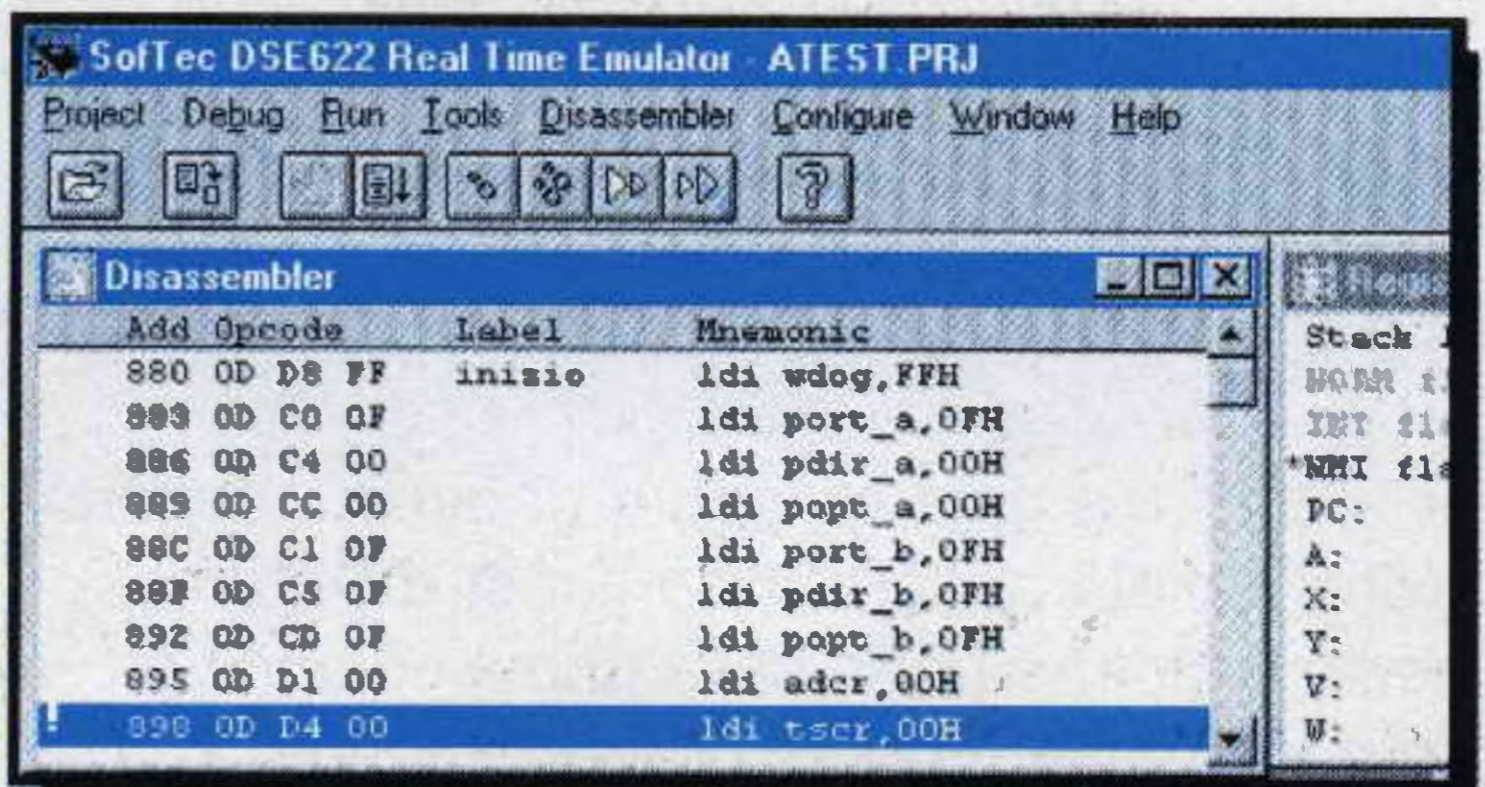 SofTec DSE622 Real Time Emulator - ATEST.PRJ
Project Debug Run Tools Disassembler Configure Window Help
Disassembler
Add Opcode Label Mnemonic
880 0D D8 FF inizio ldi wdog,FFH
883 0D C0 0F ldi port_a,0FH
886 0D C4 00 ldi pdir_a,00H
889 0D CC 00 ldi popt_a,00H
88C 0D C1 0F ldi port_b,0FH
88F 0D C5 0F ldi pdir_b,0FH
892 0D CD 0F ldi popt_b,0FH
895 0D D1 00 ldi adcr,00H
! 898 0D D4 00 ldi tscr,00H
Stack
NORM
INT
*NMI
PC:
A:
X:
Y:
V:
W: